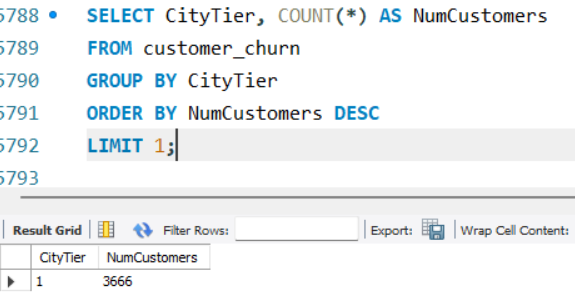 5788 SELECT CityTier, COUNT(*) AS NumCustomers
5789 FROM customer_churn
5790 GROUP BY CityTier
5791 ORDER BY NumCustomers DESC
5792 LIMIT 1;
5793
Result Grid Filter Rows: Export: Wrap Cell Content:
CityTier NumCustomers
1 3666